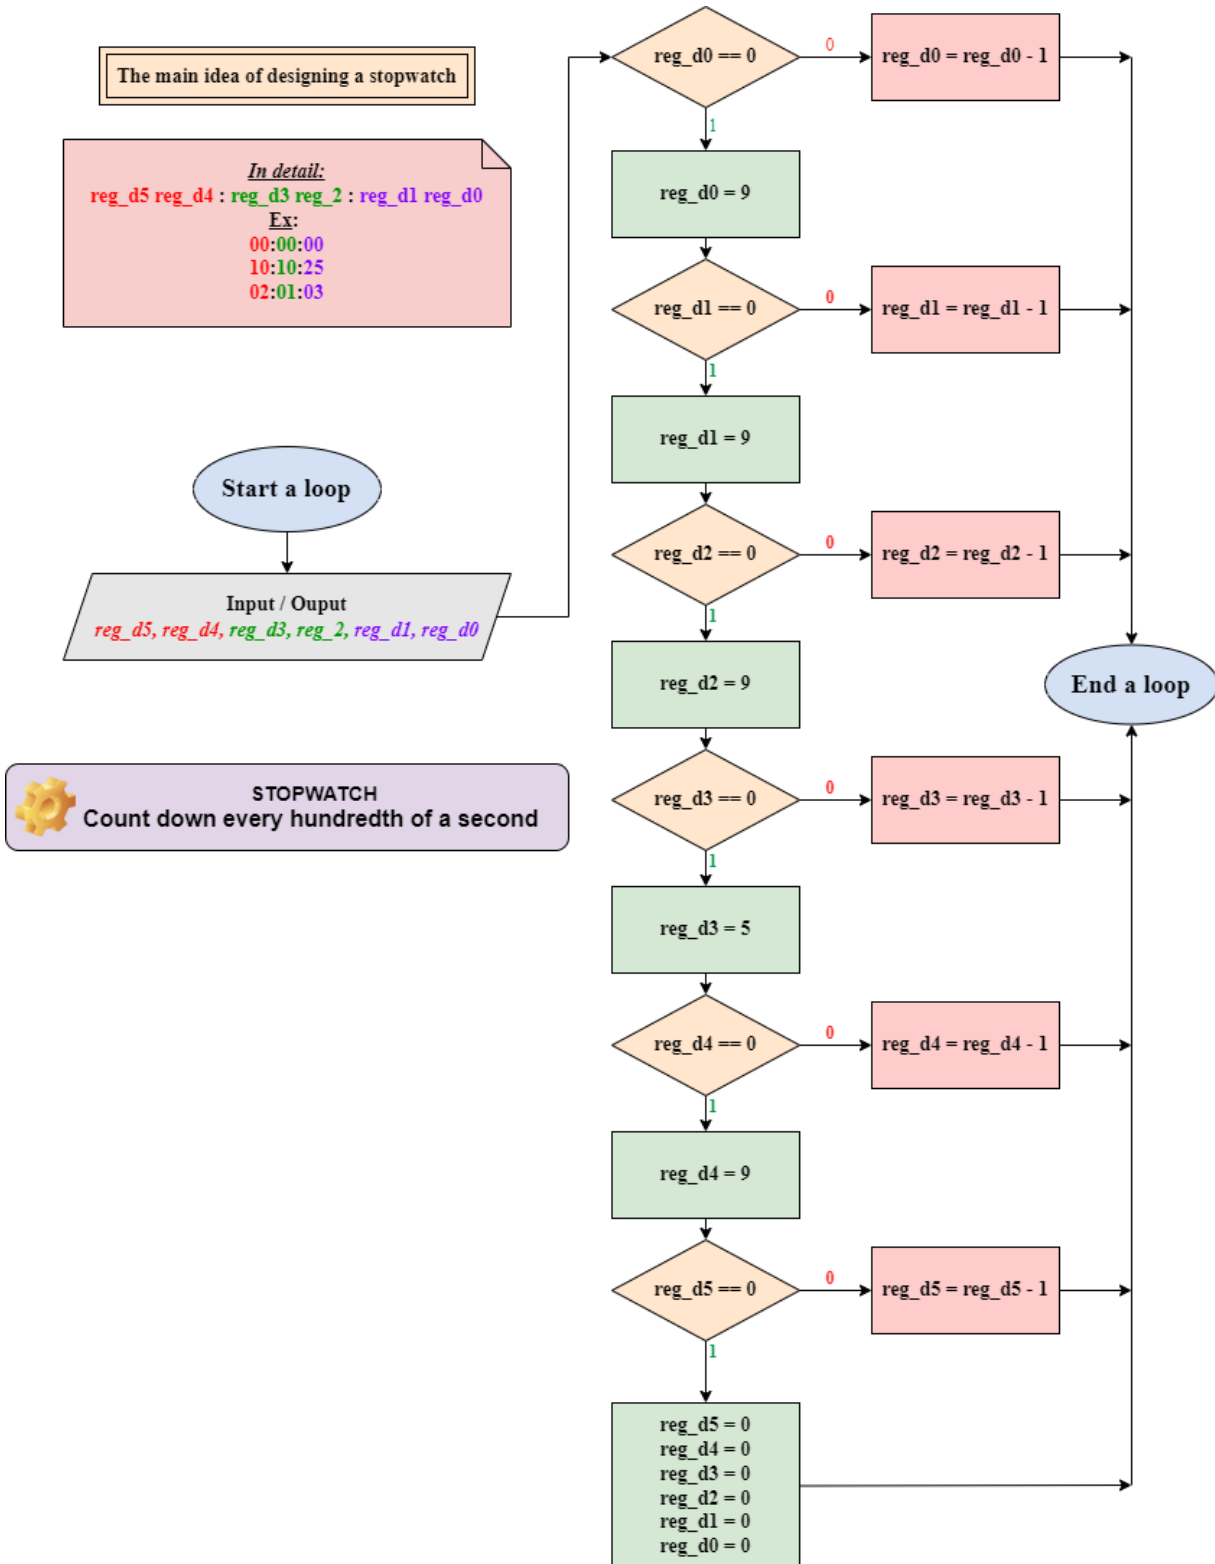 The main idea of designing a stopwatch
In detail:
reg_d5 reg_d4 : reg_d3 reg_2 : reg_d1 reg_d0
Ex:
00:00:00
10:10:25
02:01:03
Start a loop
Input / Ouput
reg_d5, reg_d4, reg_d3, reg_2, reg_d1, reg_d0
STOPWATCH
Count down every hundredth of a second
reg_d0 == 0
0
reg_d0 = reg_d0 - 1
1
reg_d0 = 9
reg_d1 == 0
0
reg_d1 = reg_d1 - 1
1
reg_d1 = 9
reg_d2 == 0
0
reg_d2 = reg_d2 - 1
1
reg_d2 = 9
reg_d3 == 0
0
reg_d3 = reg_d3 - 1
1
reg_d3 = 5
reg_d4 == 0
0
reg_d4 = reg_d4 - 1
1
reg_d4 = 9
reg_d5 == 0
0
reg_d5 = reg_d5 - 1
1
reg_d5 = 0
reg_d4 = 0
reg_d3 = 0
reg_d2 = 0
reg_d1 = 0
reg_d0 = 0
End a loop